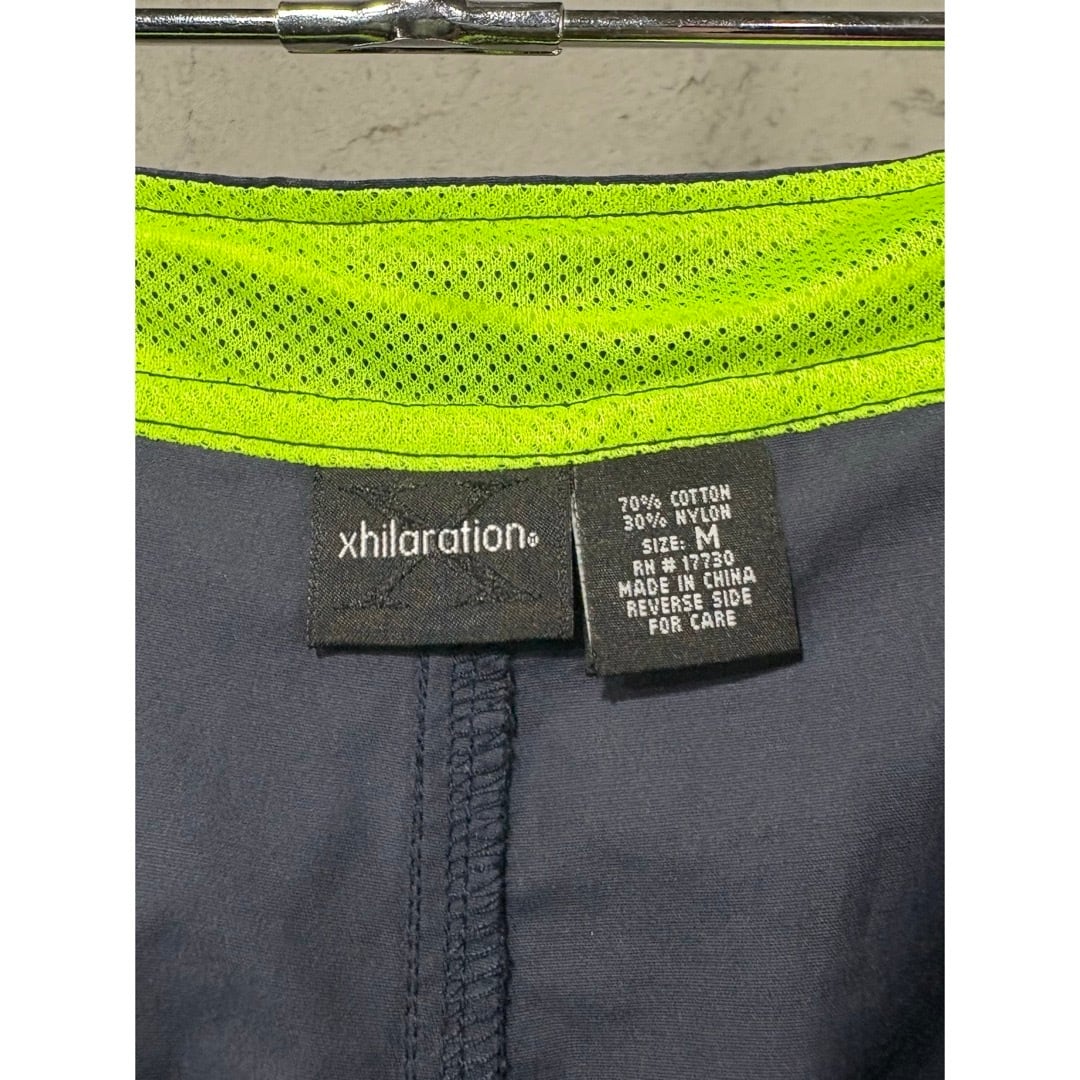 xhilaration®
70% COTTON
30% NYLON
SIZE: M
RN # 17730
MADE IN CHINA
REVERSE SIDE
FOR CARE